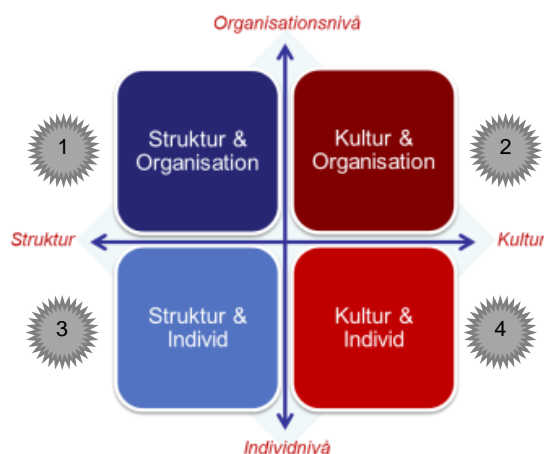 Organisationsnivå
1
Struktur &
Organisation
Kultur &
Organisation
2
Struktur
Kultur
3
Struktur &
Individ
Kultur &
Individ
4
Individnivå